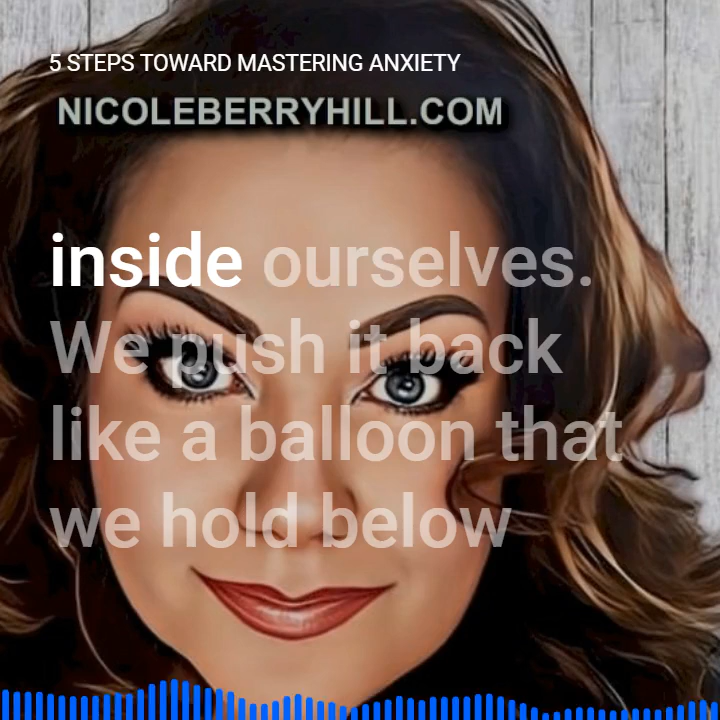 5 STEPS TOWARD MASTERING ANXIETY
NICOLEBERRYHILL.COM
inside ourselves.
We push it back
like a balloon that
we hold below